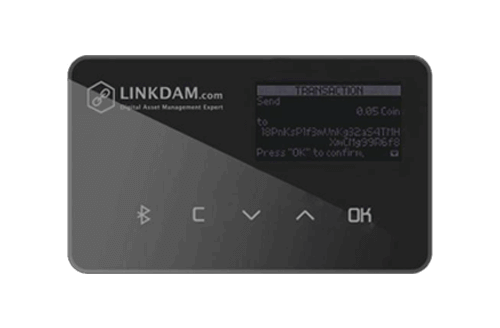 LINKDAM.com
Digital Asset Management Expert
TRANSACTION
Send
0.05 Coin
to
Press "OK" to confirm.
C
OK